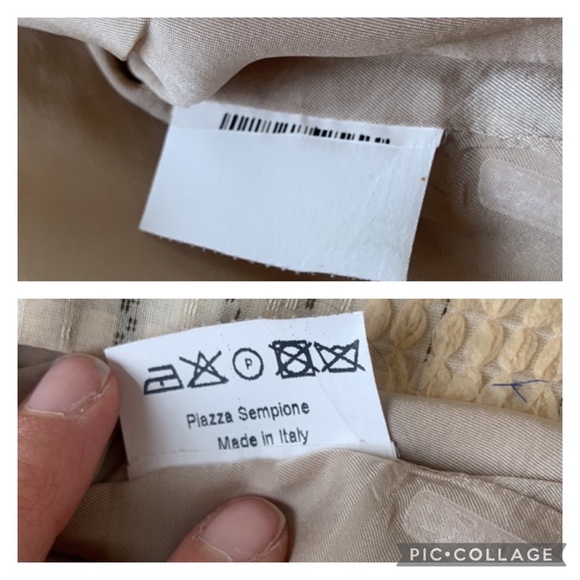 P
Piazza Sempione
Made in Italy
PIC•COLLAGE